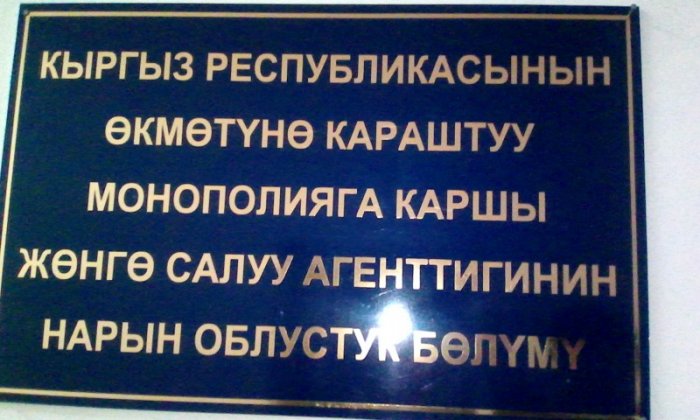 КЫРГЫЗ РЕСПУБЛИКАСЫНЫН
ӨКМӨТҮНӨ КАРАШТУУ
МОНОПОЛИЯГА КАРШЫ
ЖӨНГӨ САЛУУ АГЕНТТИГИНИН
НАРЫН ОБЛУСТУК БӨЛҮМҮ